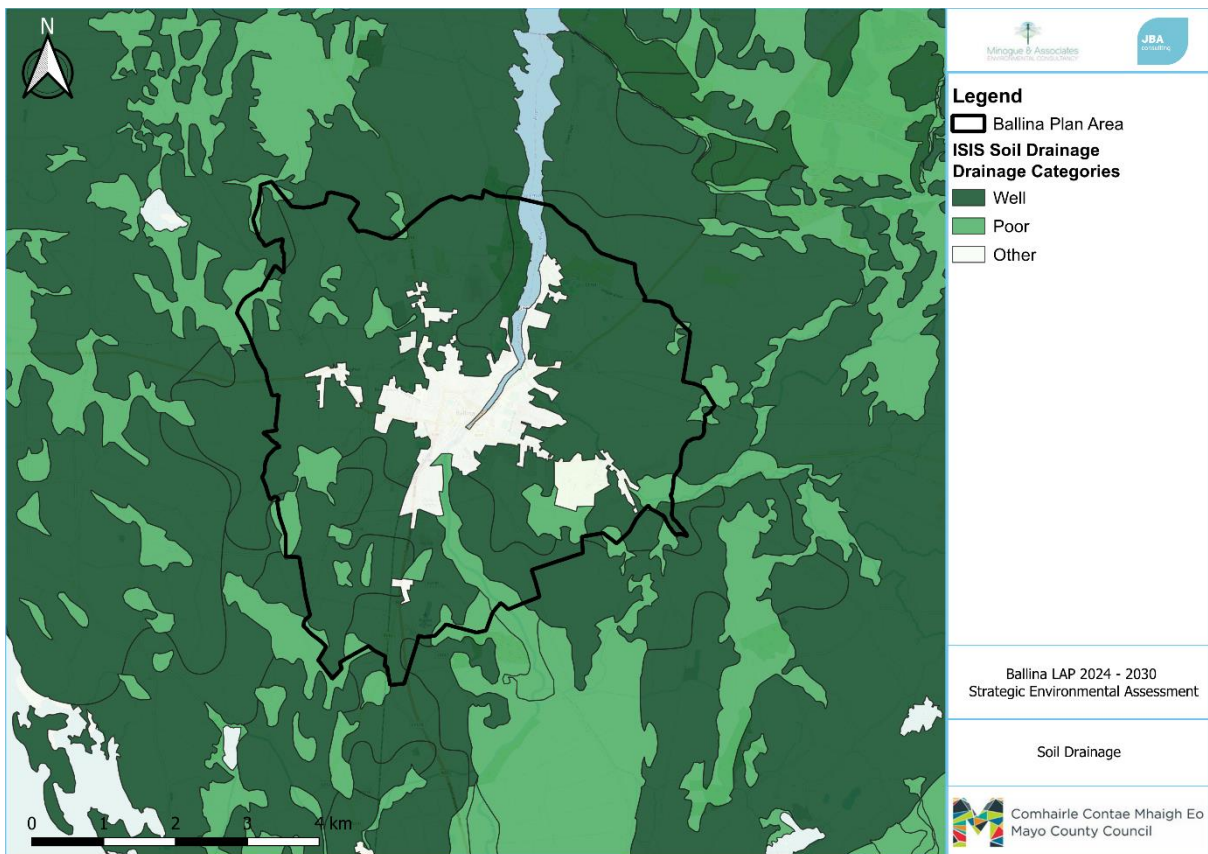 N
Ballina
0 1 2 3 4 km
Minogue & Associates
ENVIRONMENTAL CONSULTANCY
JBA
consulting
Legend
Ballina Plan Area
ISIS Soil Drainage
Drainage Categories
Well
Poor
Other
Ballina LAP 2024 - 2030
Strategic Environmental Assessment
Soil Drainage
Comhairle Contae Mhaigh Eo
Mayo County Council